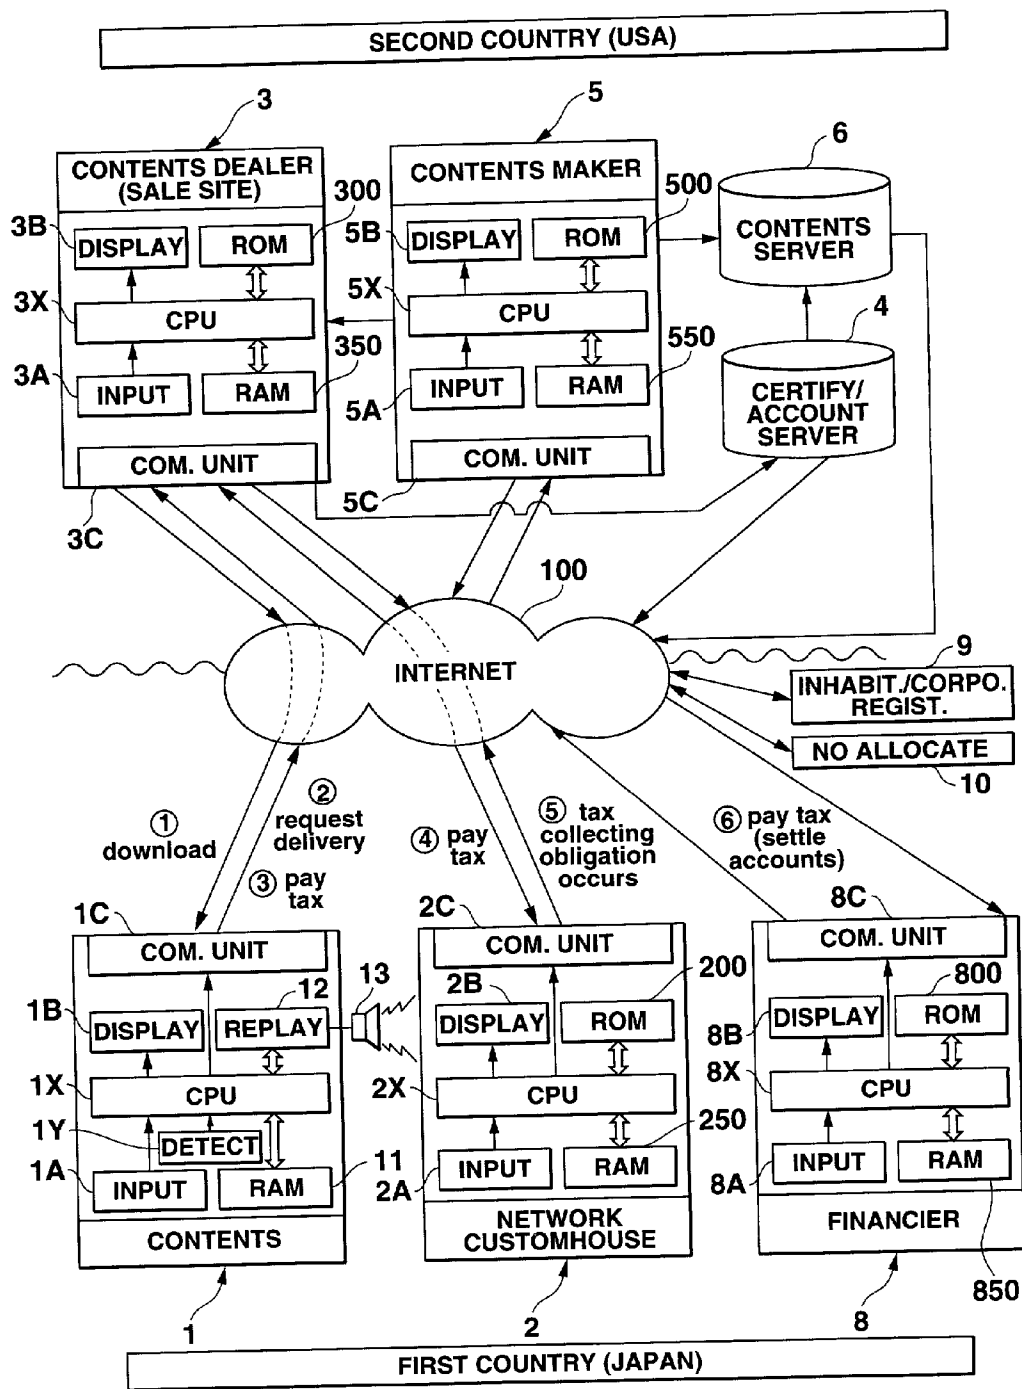 SECOND COUNTRY (USA)
3
5
6
CONTENTS DEALER
(SALE SITE)
300
CONTENTS MAKER
500
CONTENTS
SERVER
3B
DISPLAY
ROM
5B
DISPLAY
ROM
3X
CPU
5X
CPU
4
3A
INPUT
RAM
350
5A
INPUT
RAM
550
CERTIFY/
ACCOUNT
SERVER
COM. UNIT
COM. UNIT
3C
5C
100
INTERNET
9
INHABIT./CORPO.
REGIST.
NO ALLOCATE
10
① download
② request
delivery
③ pay
tax
④ pay
tax
⑤ tax
collecting
obligation
occurs
⑥ pay tax
(settle
accounts)
1C
COM. UNIT
2C
COM. UNIT
8C
COM. UNIT
1B
DISPLAY
12
REPLAY
13
2B
DISPLAY
200
ROM
8B
DISPLAY
800
ROM
1X
CPU
2X
CPU
8X
CPU
1Y
DETECT
1A
INPUT
RAM
11
2A
INPUT
250
RAM
8A
INPUT
RAM
CONTENTS
NETWORK
CUSTOMHOUSE
FINANCIER
850
1
2
8
FIRST COUNTRY (JAPAN)